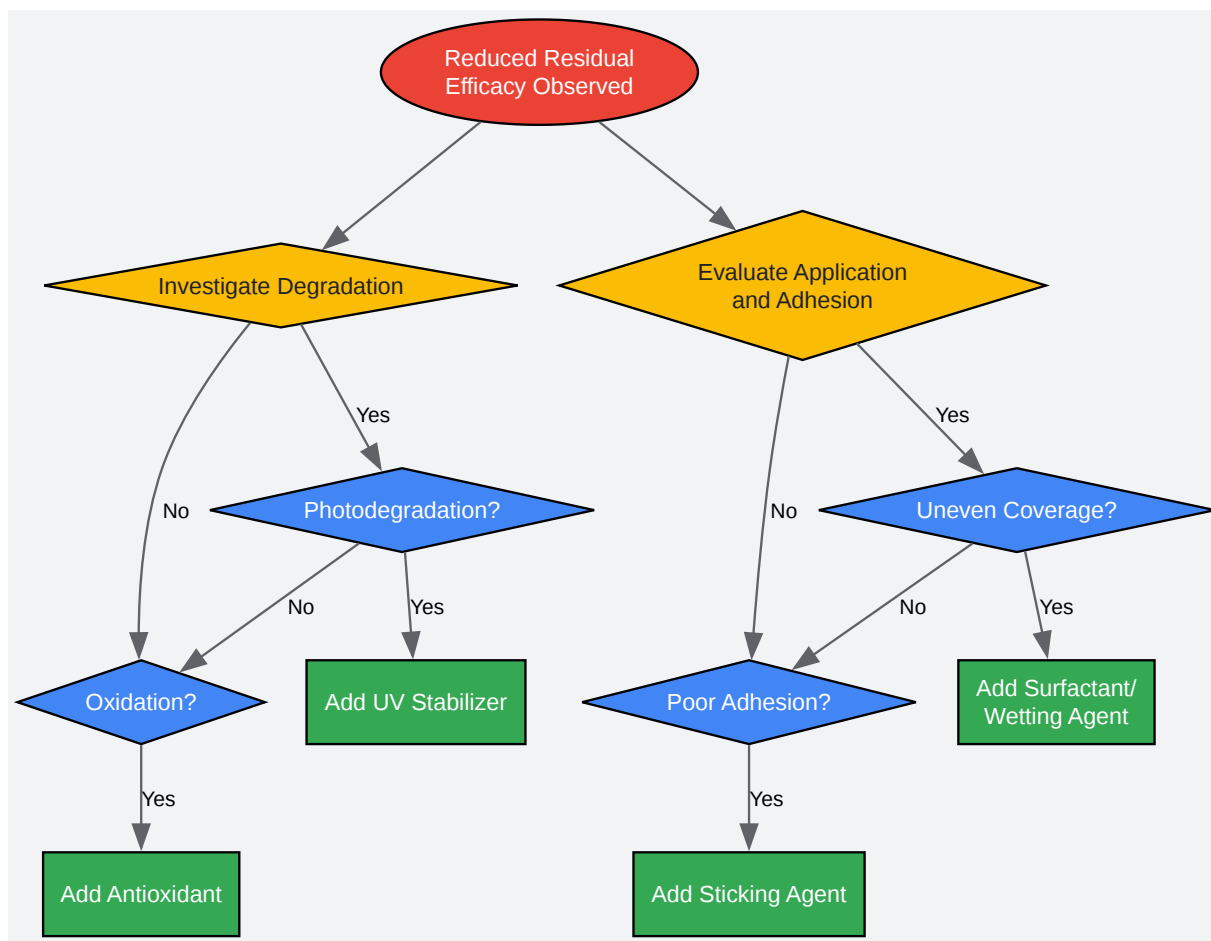 Reduced Residual
Efficacy Observed
Investigate Degradation
Evaluate Application
and Adhesion
Yes
Yes
No
Photodegradation?
No
Uneven Coverage?
No
Yes
No
Yes
Oxidation?
Add UV Stabilizer
Poor Adhesion?
Add Surfactant/
Wetting Agent
Yes
Yes
Add Antioxidant
Add Sticking Agent